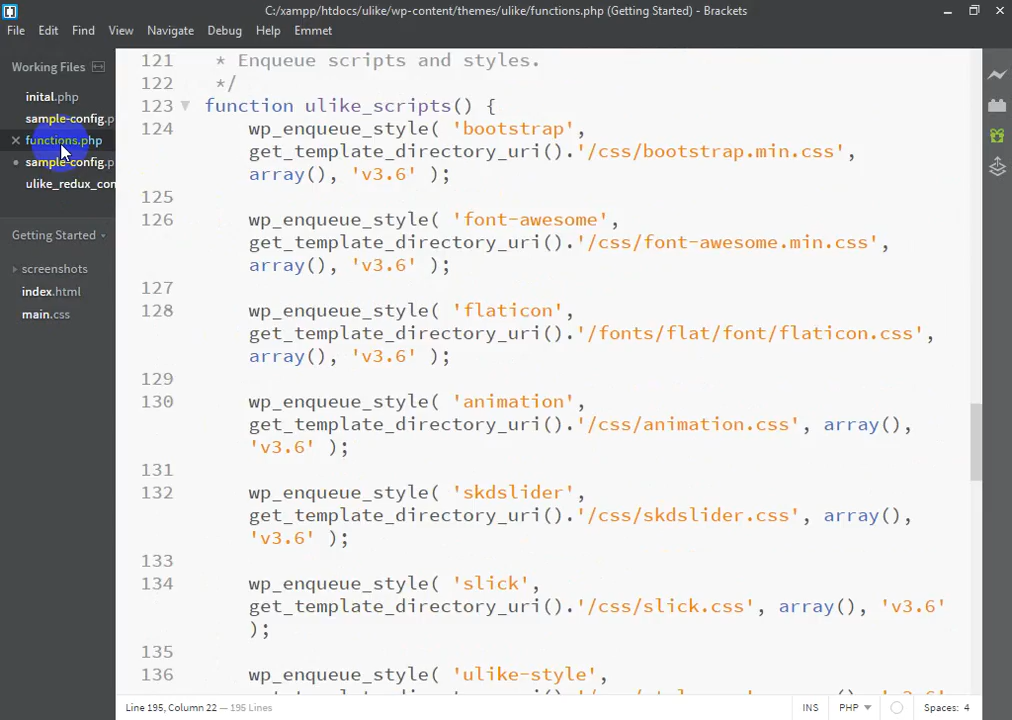 C:/xampp/htdocs/ulike/wp-content/themes/ulike/functions.php (Getting Started) - Brackets
File Edit Find View Navigate Debug Help Emmet
Working Files
inital.php
sample-config.p
functions.php
sample-config.p
ulike_redux_con
Getting Started
screenshots
index.html
main.css
121 * Enqueue scripts and styles.
122 */
123 function ulike_scripts() {
124 wp_enqueue_style( 'bootstrap',
get_template_directory_uri().'/css/bootstrap.min.css',
array(), 'v3.6' );
125
126 wp_enqueue_style( 'font-awesome',
get_template_directory_uri().'/css/font-awesome.min.css',
array(), 'v3.6' );
127
128 wp_enqueue_style( 'flaticon',
get_template_directory_uri().'/fonts/flat/font/flaticon.css',
array(), 'v3.6' );
129
130 wp_enqueue_style( 'animation',
get_template_directory_uri().'/css/animation.css', array(),
'v3.6' );
131
132 wp_enqueue_style( 'skdslider',
get_template_directory_uri().'/css/skdslider.css', array(),
'v3.6' );
133
134 wp_enqueue_style( 'slick',
get_template_directory_uri().'/css/slick.css', array(), 'v3.6'
);
135
136 wp_enqueue_style( 'ulike-style',
Line 195, Column 22 — 195 Lines
INS PHP Spaces: 4